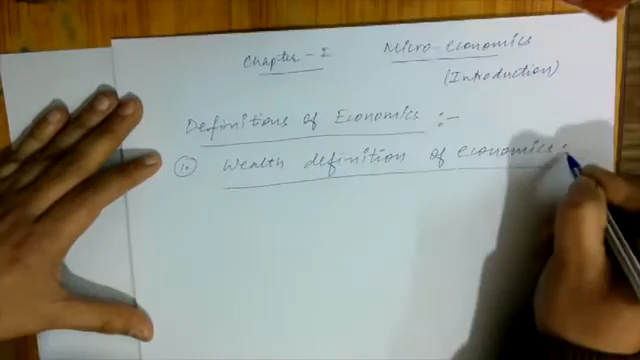 Chapter - I Micro-Economics
(Introduction)
Definitions of Economics :-
1. Wealth definition of economics :